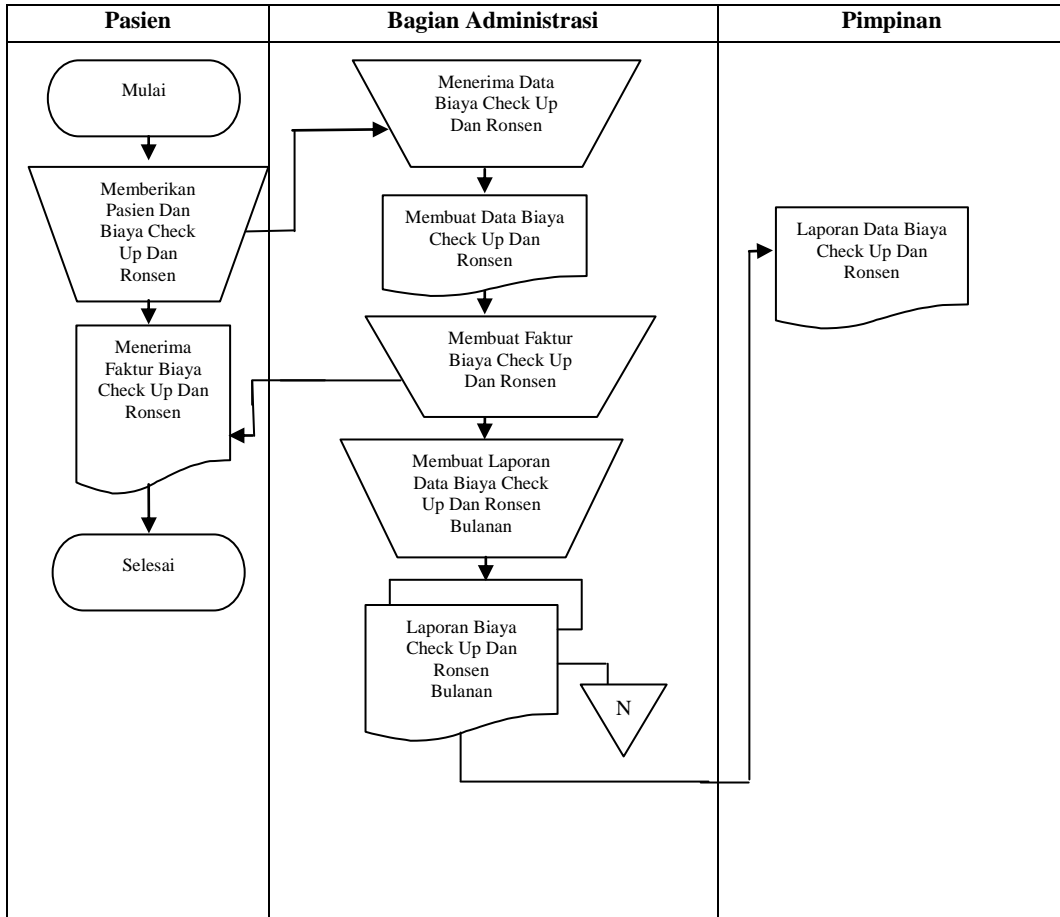 Pasien
Bagian Administrasi
Pimpinan
Mulai
Memberikan
Pasien Dan
Biaya Check
Up Dan
Ronsen
Menerima
Faktur Biaya
Check Up Dan
Ronsen
Selesai
Menerima Data
Biaya Check Up
Dan Ronsen
Membuat Data Biaya
Check Up Dan
Ronsen
Membuat Faktur
Biaya Check Up
Dan Ronsen
Membuat Laporan
Data Biaya Check
Up Dan Ronsen
Bulanan
Laporan Biaya
Check Up Dan
Ronsen
Bulanan
N
Laporan Data Biaya
Check Up Dan
Ronsen